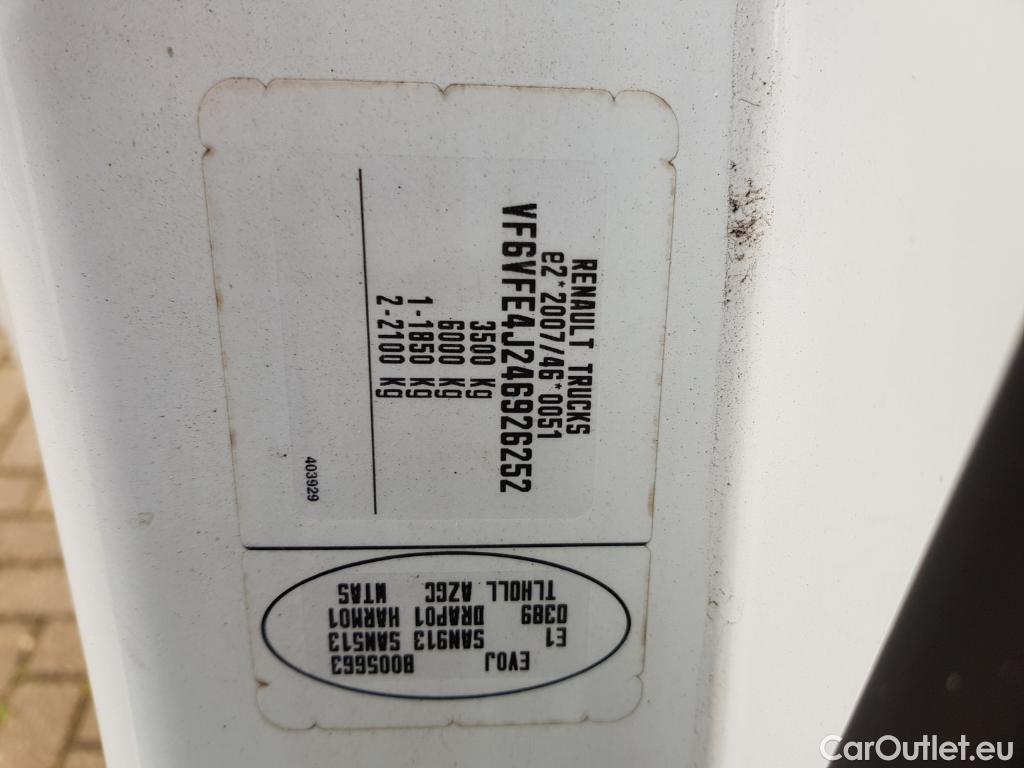 RENAULT TRUCKS
e2*2007/46*0051
VF6VFE4J246926252
3500 Kg
6000 Kg
1-1850 Kg
2-2100 Kg
403929
EVOJ B005663
E1 SAN913 SAN513
0389 DRAP01 HARM01
TLHOLL AZGC MTAS
CarOutlet.eu